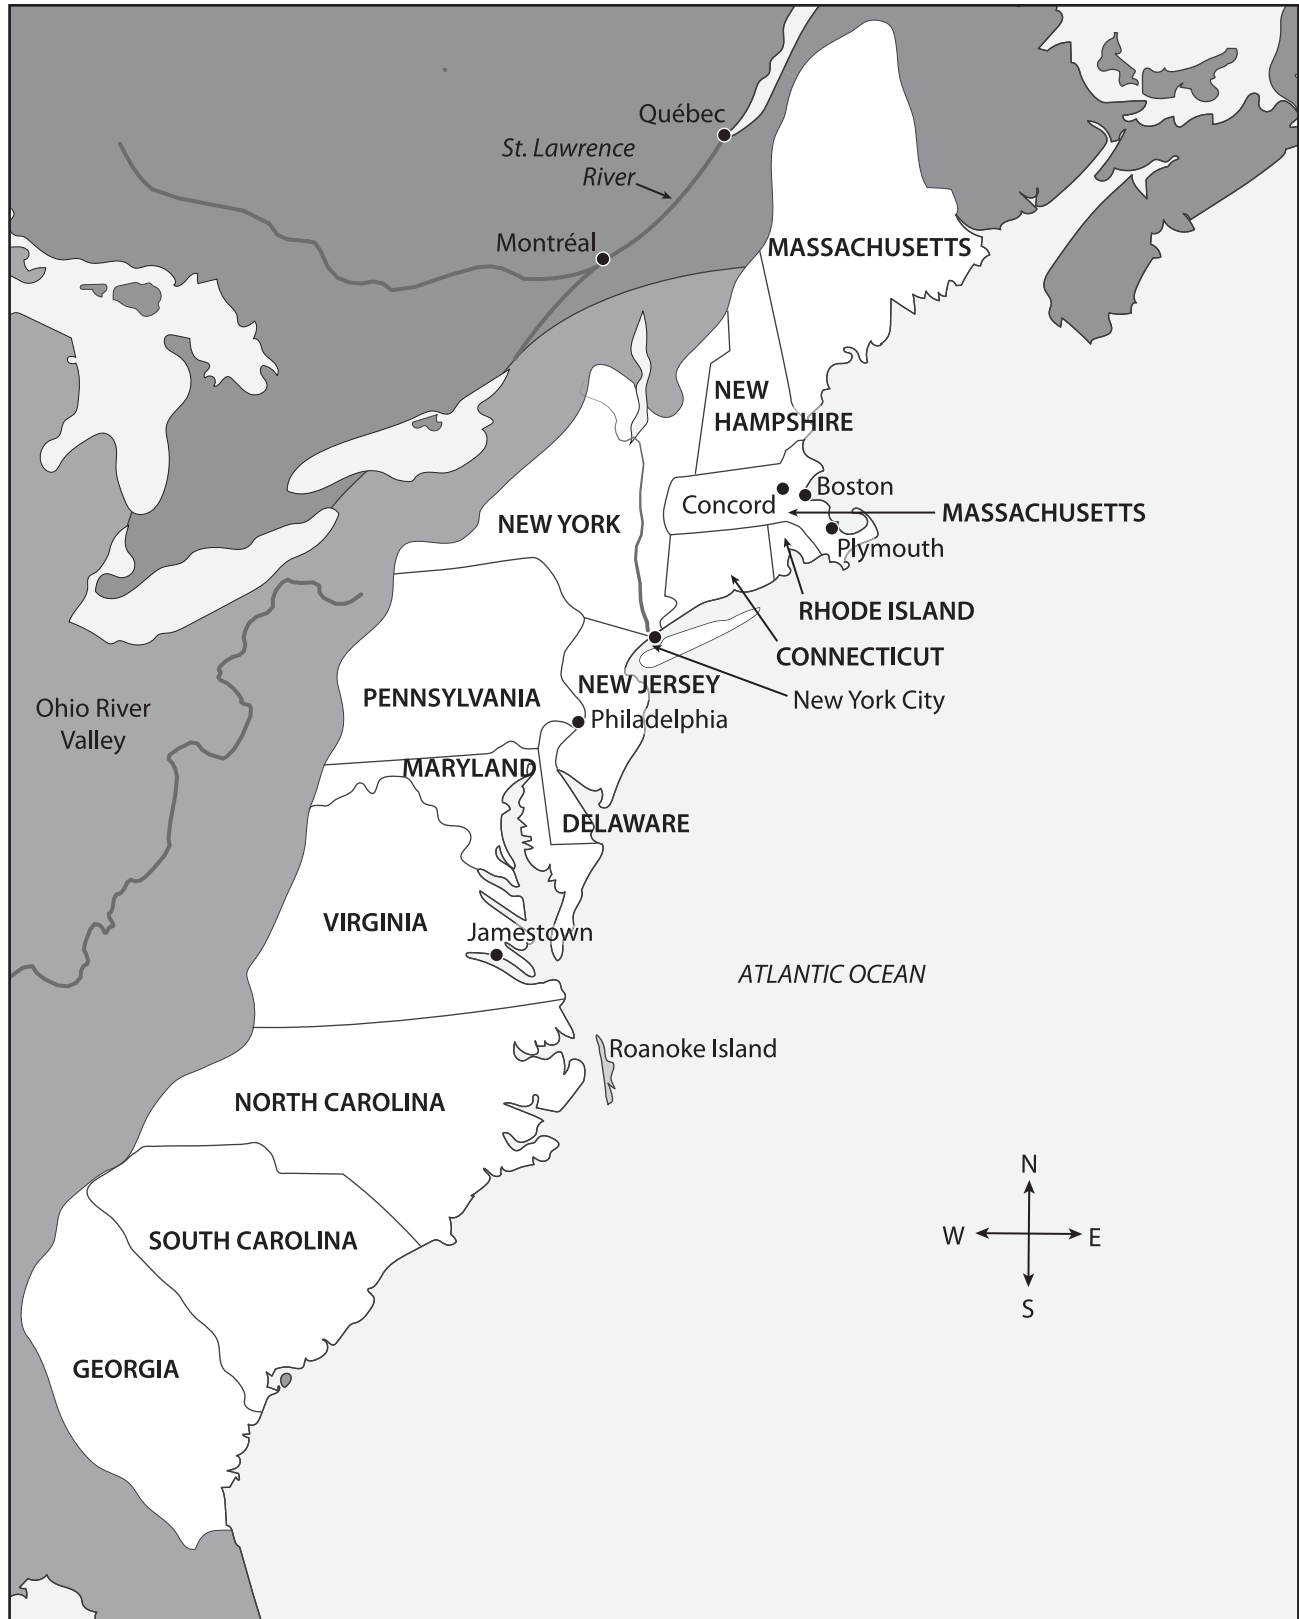 Québec
St. Lawrence
River
Montréal
MASSACHUSETTS
NEW
HAMPSHIRE
Boston
Concord
MASSACHUSETTS
NEW YORK
Plymouth
RHODE ISLAND
CONNECTICUT
NEW JERSEY
PENNSYLVANIA
New York City
Ohio River
Valley
Philadelphia
MARYLAND
DELAWARE
VIRGINIA
Jamestown
ATLANTIC OCEAN
Roanoke Island
NORTH CAROLINA
N
W
E
S
SOUTH CAROLINA
GEORGIA